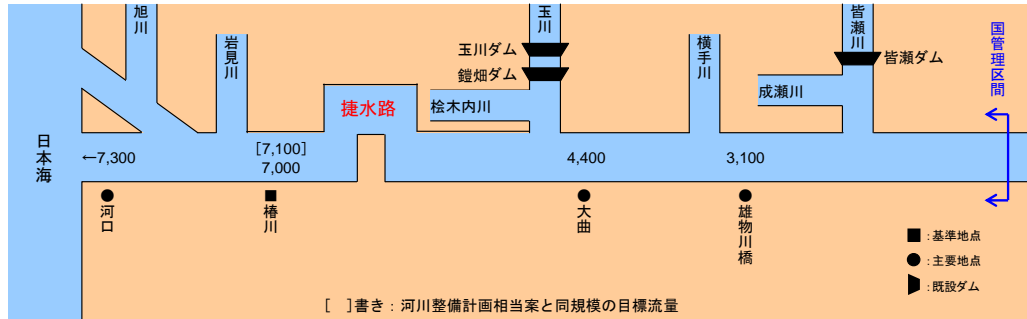 旭川
岩見川
玉川
横手川
皆瀬川
国管理区間
玉川ダム
鎧畑ダム
皆瀬ダム
捷水路
桧木内川
成瀬川
日本海
←7,300
[7,100]
7,000
4,400
3,100
河口
椿川
大曲
雄物川橋
■:基準地点
●:主要地点
:既設ダム
[ ]書き:河川整備計画相当案と同規模の目標流量